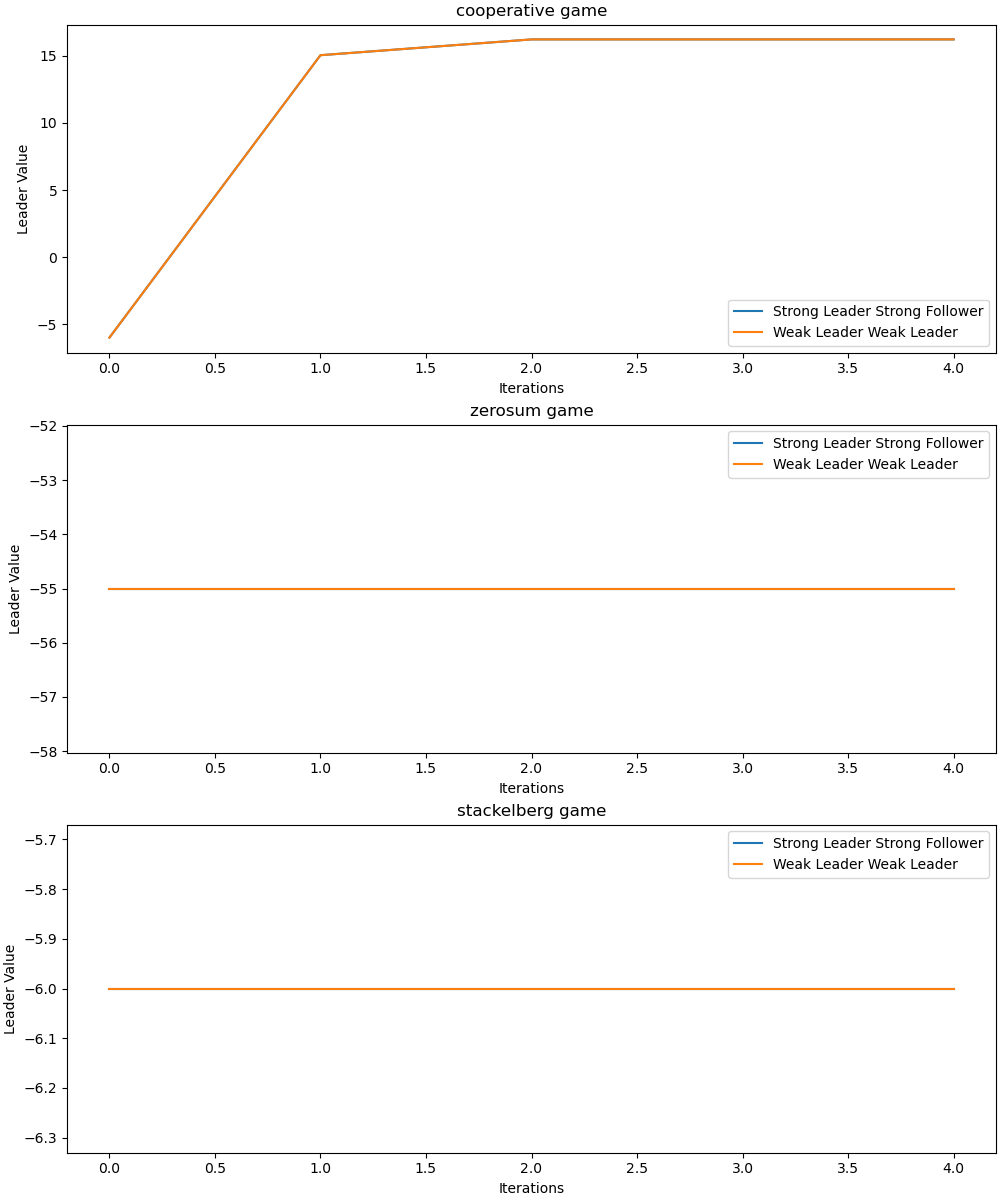 cooperative game
Leader Value
15
10
5
0
−5
Strong Leader Strong Follower
Weak Leader Weak Leader
0.0 0.5 1.0 1.5 2.0 2.5 3.0 3.5 4.0
Iterations
zerosum game
Leader Value
−52
−53
−54
−55
−56
−57
−58
Strong Leader Strong Follower
Weak Leader Weak Leader
0.0 0.5 1.0 1.5 2.0 2.5 3.0 3.5 4.0
Iterations
stackelberg game
Leader Value
−5.7
−5.8
−5.9
−6.0
−6.1
−6.2
−6.3
Strong Leader Strong Follower
Weak Leader Weak Leader
0.0 0.5 1.0 1.5 2.0 2.5 3.0 3.5 4.0
Iterations